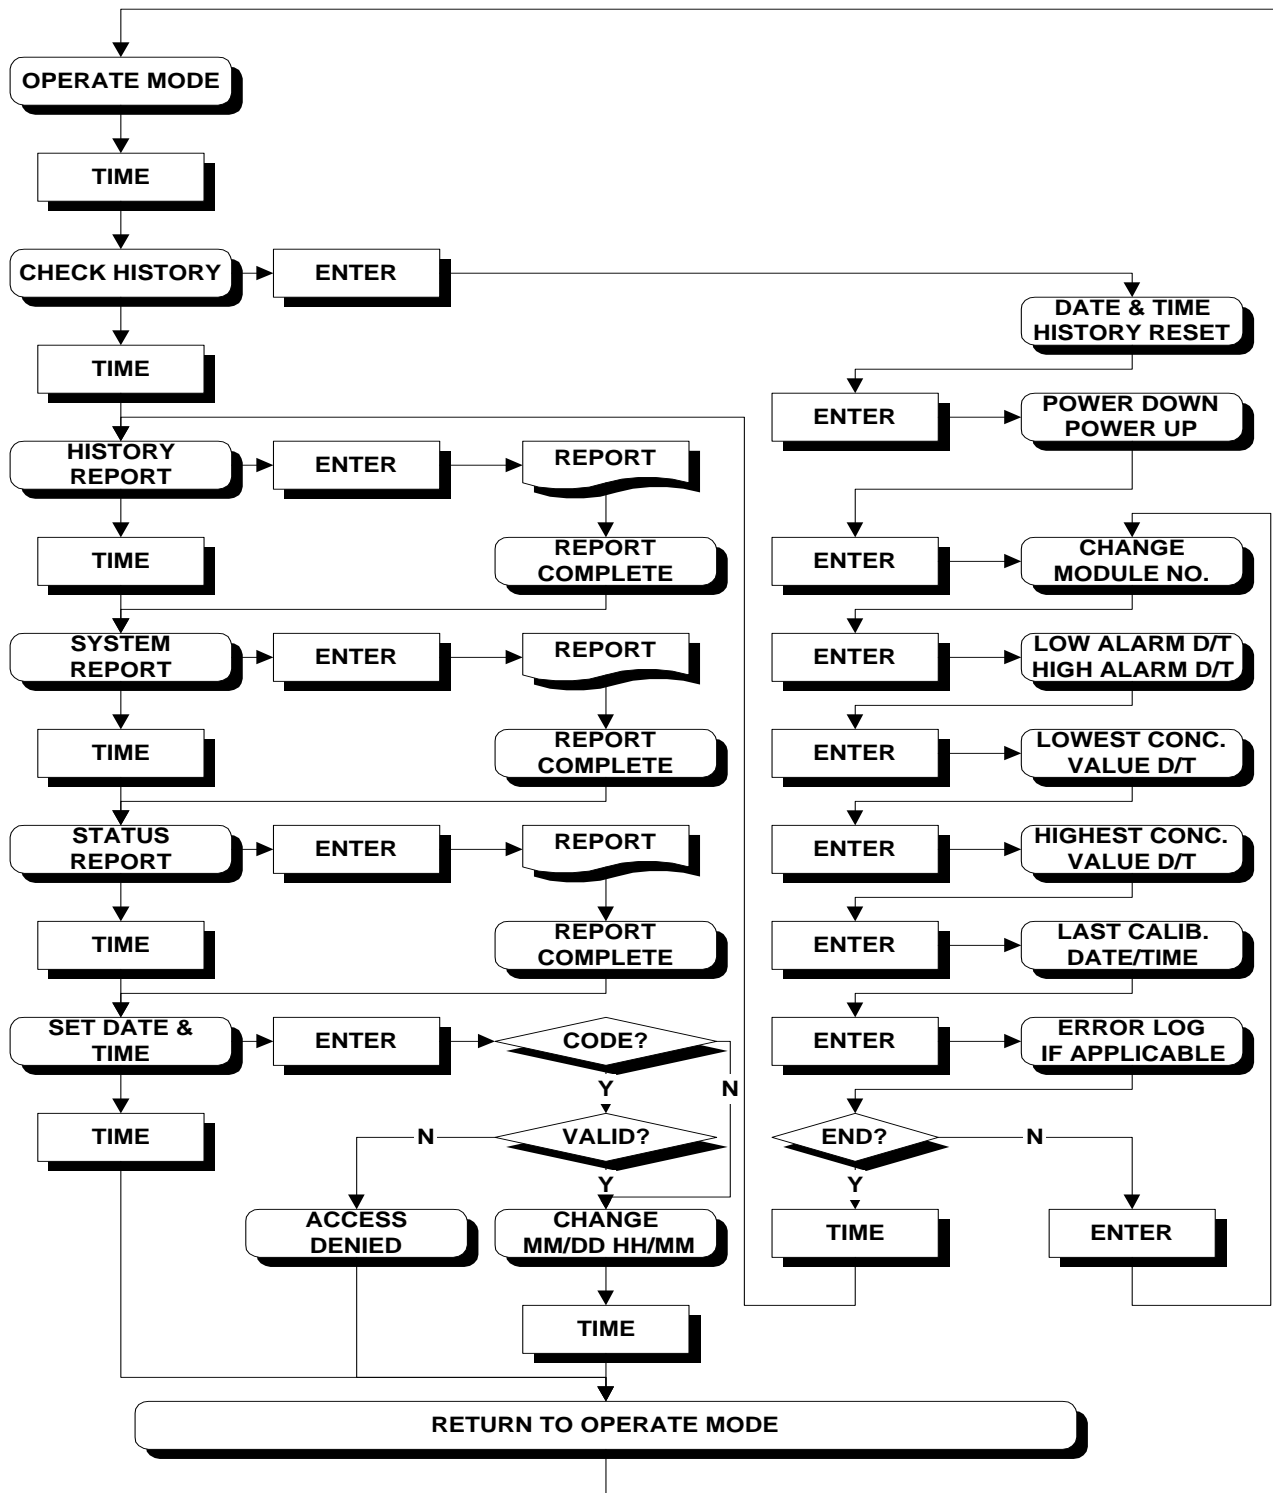 OPERATE MODE
TIME
CHECK HISTORY
ENTER
DATE & TIME
HISTORY RESET
TIME
ENTER
POWER DOWN
POWER UP
HISTORY
REPORT
ENTER
REPORT
TIME
REPORT
COMPLETE
ENTER
CHANGE
MODULE NO.
SYSTEM
REPORT
ENTER
REPORT
ENTER
LOW ALARM D/T
HIGH ALARM D/T
TIME
REPORT
COMPLETE
ENTER
LOWEST CONC.
VALUE D/T
STATUS
REPORT
ENTER
REPORT
ENTER
HIGHEST CONC.
VALUE D/T
TIME
REPORT
COMPLETE
ENTER
LAST CALIB.
DATE/TIME
SET DATE &
TIME
ENTER
CODE?
ENTER
ERROR LOG
IF APPLICABLE
Y
N
TIME
N
VALID?
END?
N
Y
Y
ACCESS
DENIED
CHANGE
MM/DD HH/MM
TIME
ENTER
TIME
RETURN TO OPERATE MODE